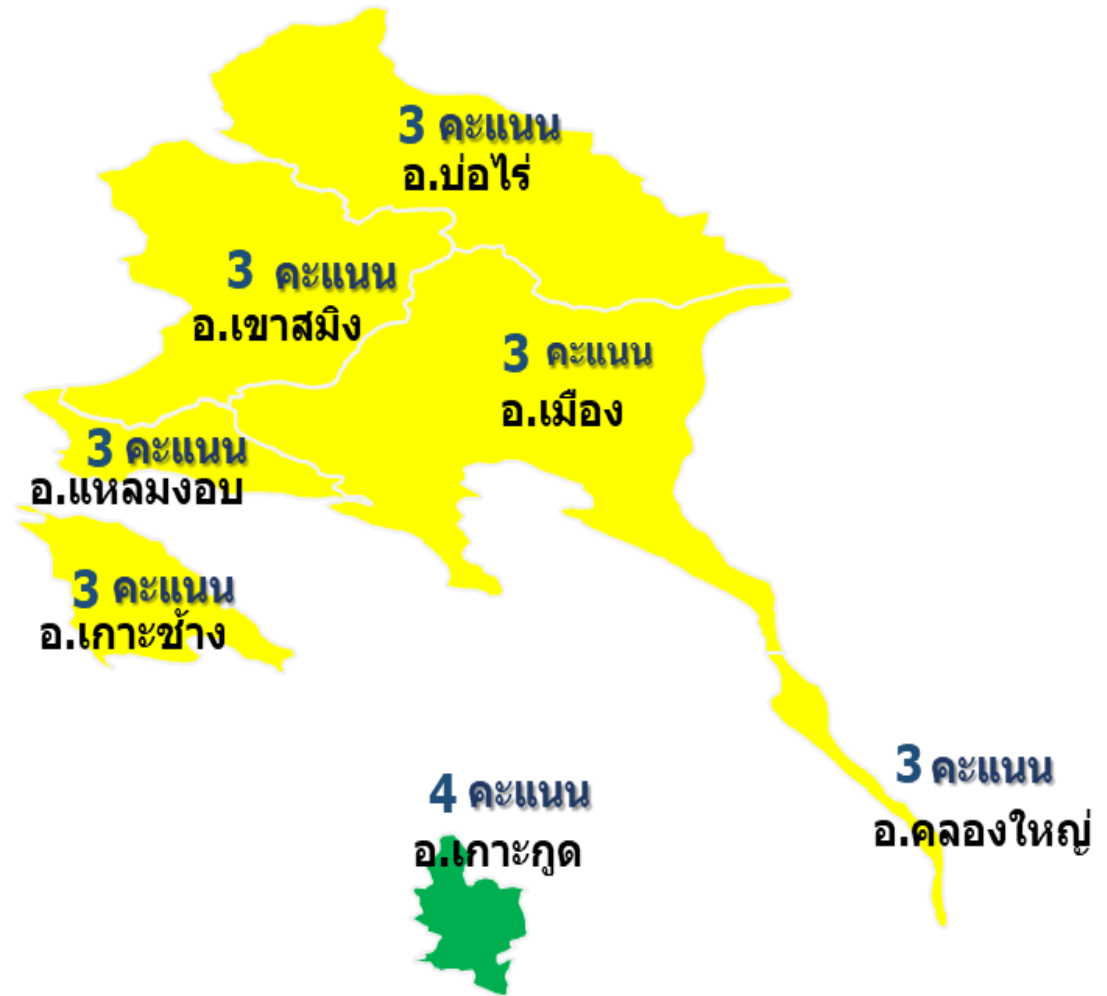 3 คะแนน
อ.บ่อไร่
3 คะแนน
อ.เขาสมิง
3 คะแนน
อ.เมือง
3 คะแนน
อ.แหลมงอบ
3 คะแนน
อ.เกาะช้าง
3 คะแนน
อ.คลองใหญ่
4 คะแนน
อ.เกาะกูด